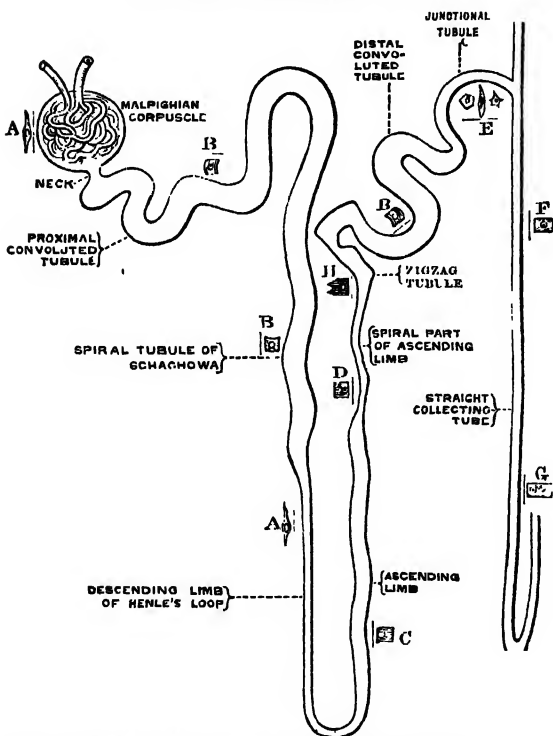 JUNCTIONAL
TUBULE
DISTAL
CONVO-
LUTED
TUBULE
MALPIGHIAN
CORPUSCLE
A
B
E
NECK
PROXIMAL
CONVOLUTED
TUBULE
B
F
H
ZIGZAG
TUBULE
B
SPIRAL TUBULE OF
SCHACHOWA
SPIRAL PART
OF ASCENDING
LIMB
D
STRAIGHT
COLLECTING
TUBE
G
A
DESCENDING LIMB
OF HENLE'S LOOP
ASCENDING
LIMB
C